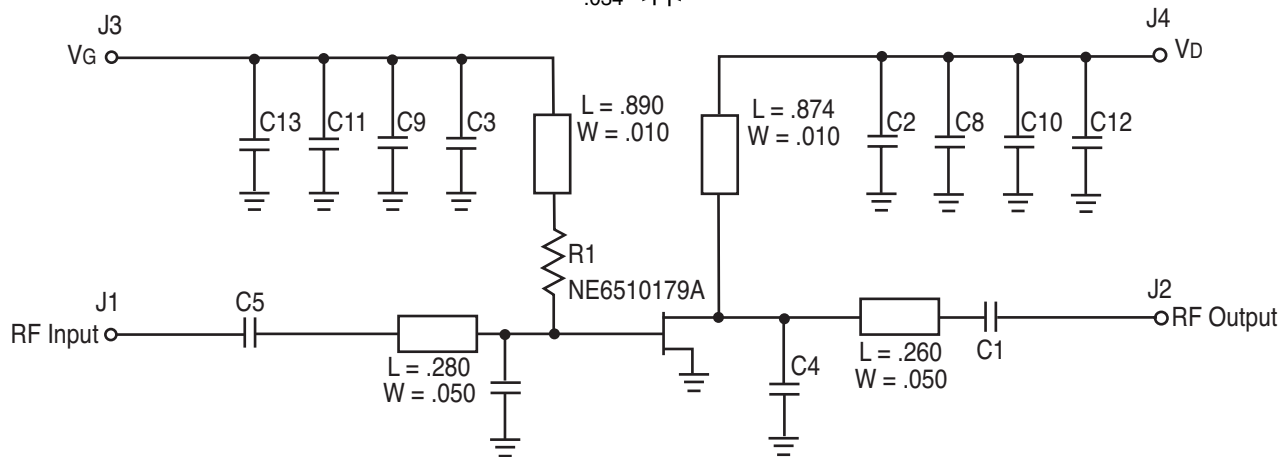 J3
VG
C13
C11
C9
C3
L = .890
W = .010
L = .874
W = .010
C2
C8
C10
C12
J4
VD
R1
NE6510179A
J1
RF Input
C5
L = .280
W = .050
C4
L = .260
W = .050
C1
J2
RF Output